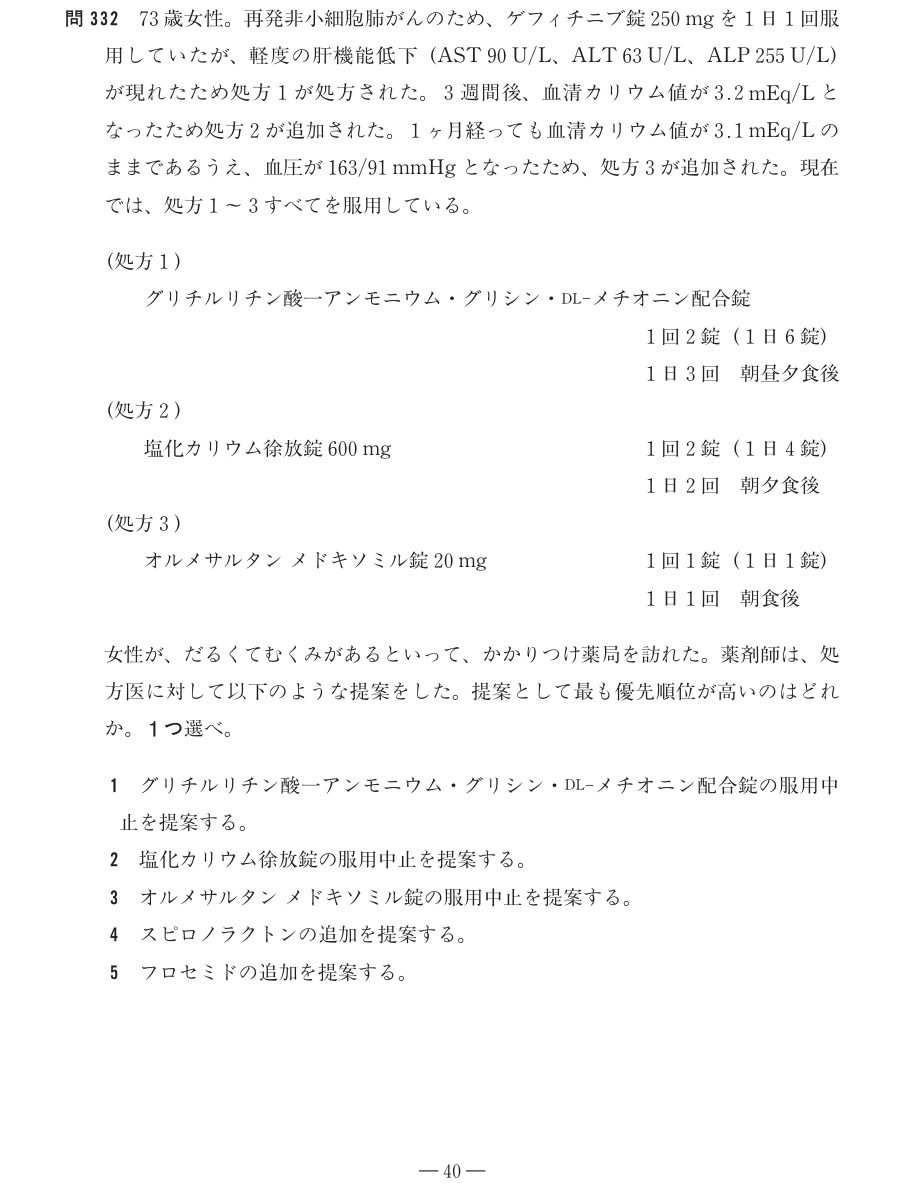 問 332　73 歳女性。再発非小細胞肺がんのため、ゲフィチニブ錠 250 mg を 1 日 1 回服
用していたが、軽度の肝機能低下（AST 90 U/L、ALT 63 U/L、ALP 255 U/L）
が現れたため処方 1 が処方された。3 週間後、血清カリウム値が 3.2 mEq/L と
なったため処方 2 が追加された。1 ヶ月経っても血清カリウム値が 3.1 mEq/L の
ままであるうえ、血圧が 163/91 mmHg となったため、処方 3 が追加された。現在
では、処方 1 ～ 3 すべてを服用している。
(処方 1 )
グリチルリチン酸一アンモニウム・グリシン・DL-メチオニン配合錠
1 回 2 錠（1 日 6 錠）
1 日 3 回　朝昼夕食後
(処方 2 )
塩化カリウム徐放錠 600 mg　1 回 2 錠（1 日 4 錠）
1 日 2 回　朝夕食後
(処方 3 )
オルメサルタン メドキソミル錠 20 mg　1 回 1 錠（1 日 1 錠）
1 日 1 回　朝食後
女性が、だるくてむくみがあるといって、かかりつけ薬局を訪れた。薬剤師は、処
方医に対して以下のような提案をした。提案として最も優先順位が高いのはどれ
か。1つ選べ。
1　グリチルリチン酸一アンモニウム・グリシン・DL-メチオニン配合錠の服用中
止を提案する。
2　塩化カリウム徐放錠の服用中止を提案する。
3　オルメサルタン メドキソミル錠の服用中止を提案する。
4　スピロノラクトンの追加を提案する。
5　フロセミドの追加を提案する。
― 40 ―